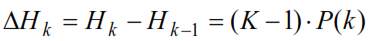 ΔH_k = H_k − H_{k−1} = (K − 1) · P(k)